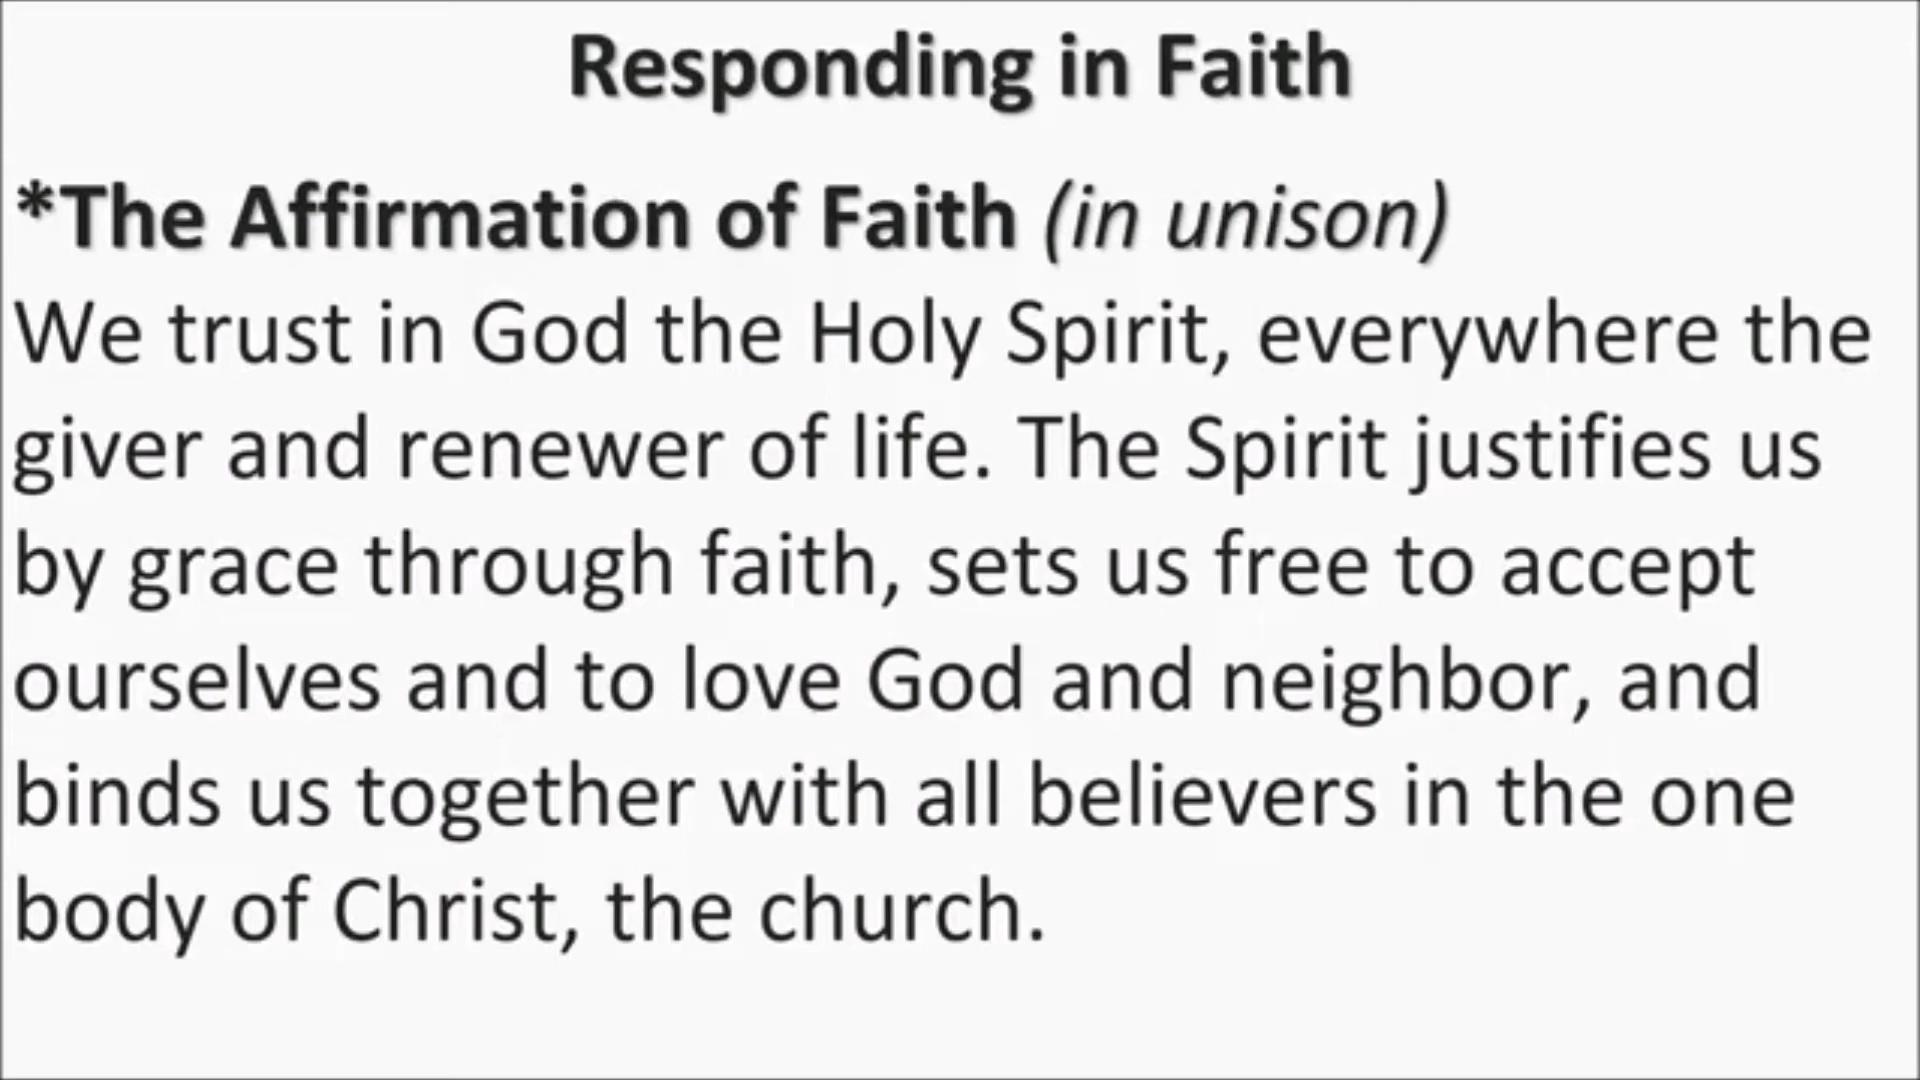 Responding in Faith
*The Affirmation of Faith (in unison)
We trust in God the Holy Spirit, everywhere the
giver and renewer of life. The Spirit justifies us
by grace through faith, sets us free to accept
ourselves and to love God and neighbor, and
binds us together with all believers in the one
body of Christ, the church.